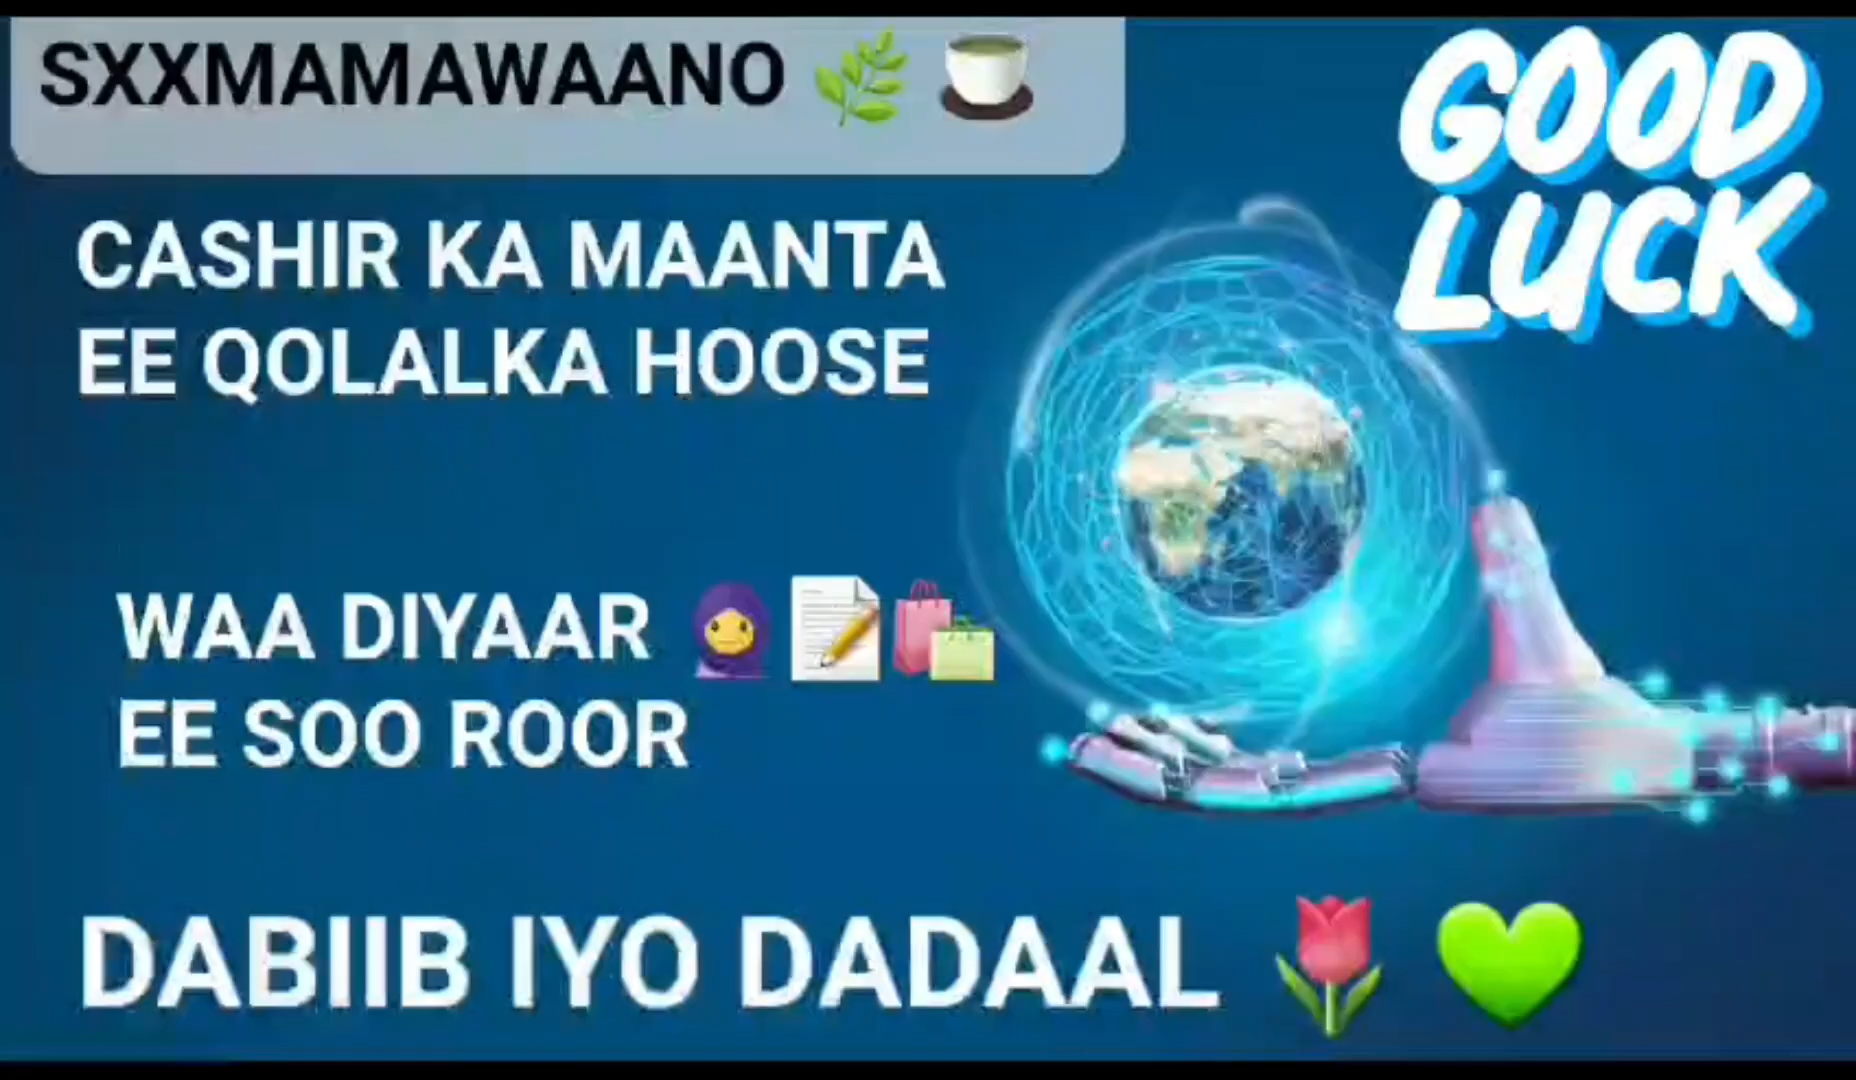 SXXMAMAWAANO 🌿 🍵
GOOD
LUCK
CASHIR KA MAANTA
EE QOLALKA HOOSE
WAA DIYAAR 🧕 📝 🛍️
EE SOO ROOR
DABIIB IYO DADAAL 🌷 💚